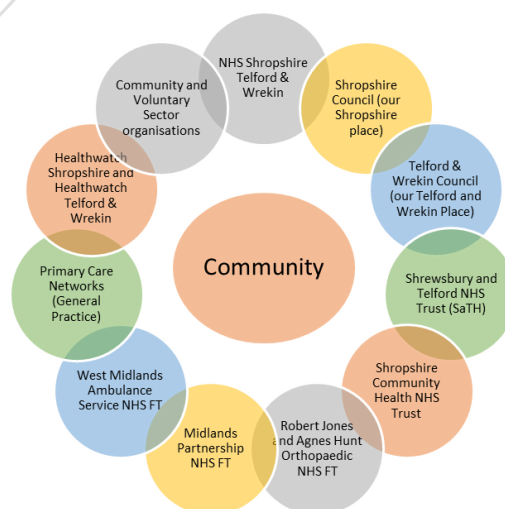 NHS Shropshire
Telford &
Wrekin
Shropshire
Council (our
Shropshire
place)
Telford &
Wrekin Council
(our Telford and
Wrekin Place)
Shrewsbury and
Telford NHS
Trust (SaTH)
Shropshire
Community
Health NHS
Trust
Robert Jones
and Agnes Hunt
Orthopaedic
NHS FT
Midlands
Partnership
NHS FT
West Midlands
Ambulance
Service NHS FT
Primary Care
Networks
(General
Practice)
Healthwatch
Shropshire and
Healthwatch
Telford &
Wrekin
Community and
Voluntary
Sector
organisations
Community